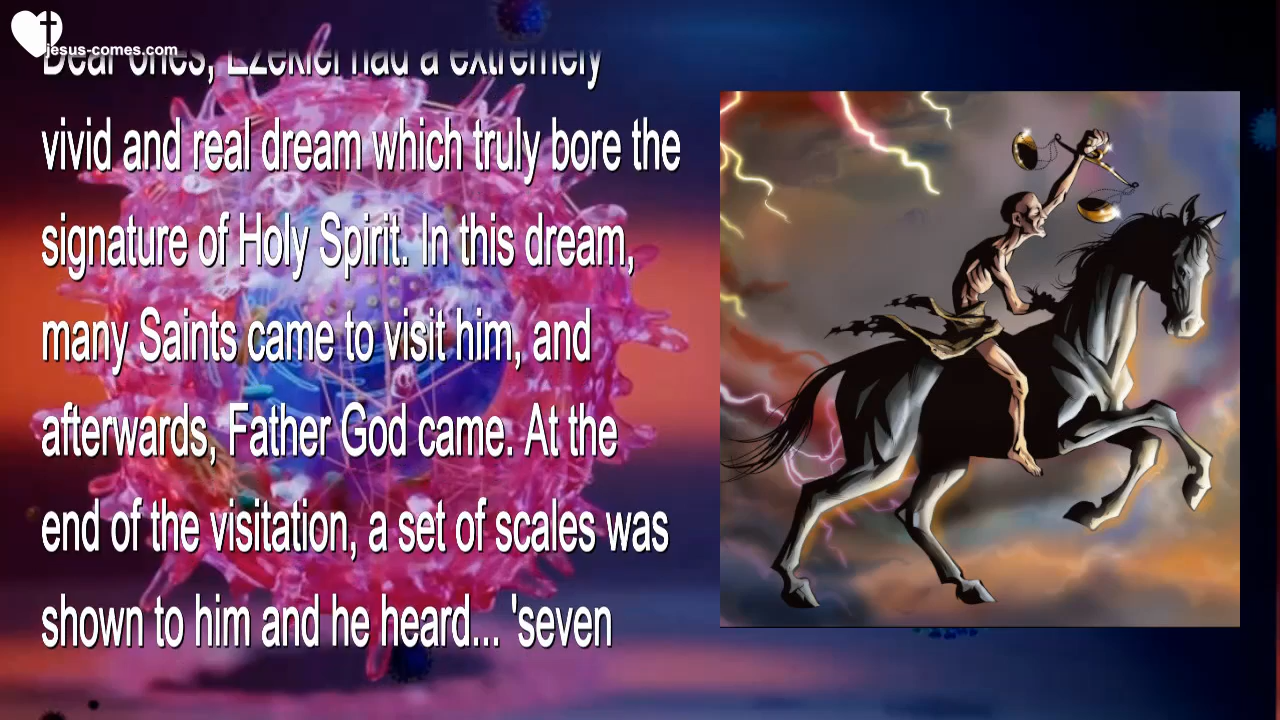 jesus-comes.com
Dear ones, Ezekiel had a extremely
vivid and real dream which truly bore the
signature of Holy Spirit. In this dream,
many Saints came to visit him, and
afterwards, Father God came. At the
end of the visitation, a set of scales was
shown to him and he heard... 'seven